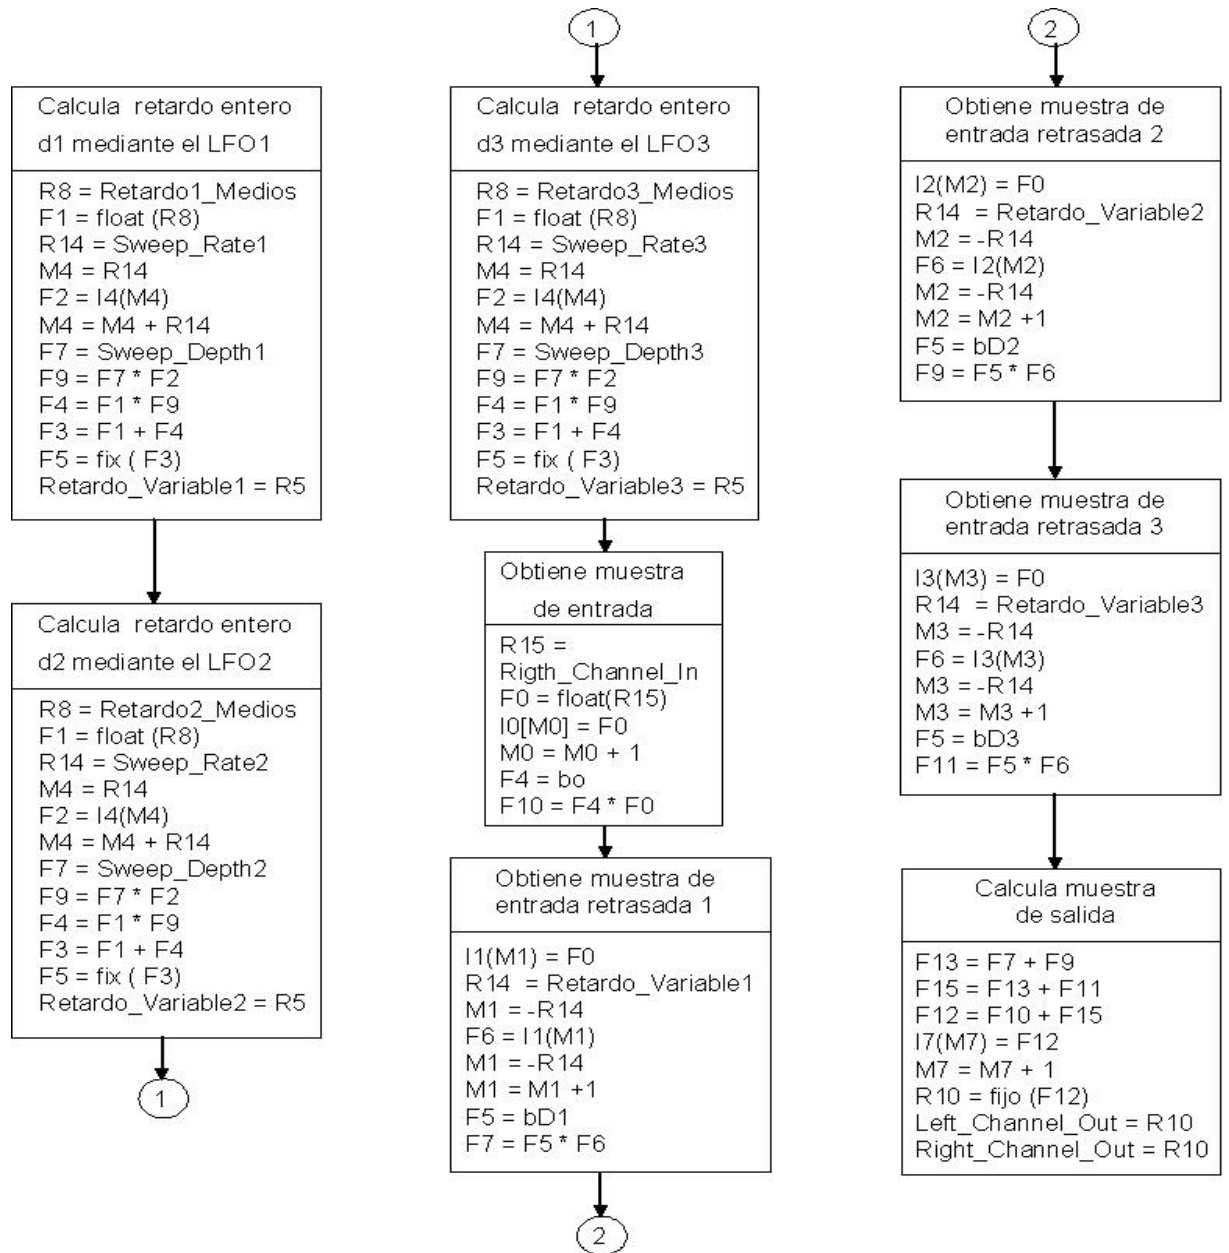 Calcula retardo entero
d1 mediante el LFO1
R8 = Retardo1_Medios
F1 = float (R8)
R14 = Sweep_Rate1
M4 = R14
F2 = I4(M4)
M4 = M4 + R14
F7 = Sweep_Depth1
F9 = F7 * F2
F4 = F1 * F9
F3 = F1 + F4
F5 = fix ( F3)
Retardo_Variable1 = R5
Calcula retardo entero
d2 mediante el LFO2
R8 = Retardo2_Medios
F1 = float (R8)
R14 = Sweep_Rate2
M4 = R14
F2 = I4(M4)
M4 = M4 + R14
F7 = Sweep_Depth2
F9 = F7 * F2
F4 = F1 * F9
F3 = F1 + F4
F5 = fix ( F3)
Retardo_Variable2 = R5
1
1
Calcula retardo entero
d3 mediante el LFO3
R8 = Retardo3_Medios
F1 = float (R8)
R14 = Sweep_Rate3
M4 = R14
F2 = I4(M4)
M4 = M4 + R14
F7 = Sweep_Depth3
F9 = F7 * F2
F4 = F1 * F9
F3 = F1 + F4
F5 = fix ( F3)
Retardo_Variable3 = R5
Obtiene muestra
de entrada
R15 =
Rigth_Channel_In
F0 = float(R15)
I0[M0] = F0
M0 = M0 + 1
F4 = bo
F10 = F4 * F0
Obtiene muestra de
entrada retrasada 1
I1(M1) = F0
R14 = Retardo_Variable1
M1 = -R14
F6 = I1(M1)
M1 = -R14
M1 = M1 +1
F5 = bD1
F7 = F5 * F6
2
2
Obtiene muestra de
entrada retrasada 2
I2(M2) = F0
R14 = Retardo_Variable2
M2 = -R14
F6 = I2(M2)
M2 = -R14
M2 = M2 +1
F5 = bD2
F9 = F5 * F6
Obtiene muestra de
entrada retrasada 3
I3(M3) = F0
R14 = Retardo_Variable3
M3 = -R14
F6 = I3(M3)
M3 = -R14
M3 = M3 +1
F5 = bD3
F11 = F5 * F6
Calcula muestra
de salida
F13 = F7 + F9
F15 = F13 + F11
F12 = F10 + F15
I7(M7) = F12
M7 = M7 + 1
R10 = fijo (F12)
Left_Channel_Out = R10
Right_Channel_Out = R10